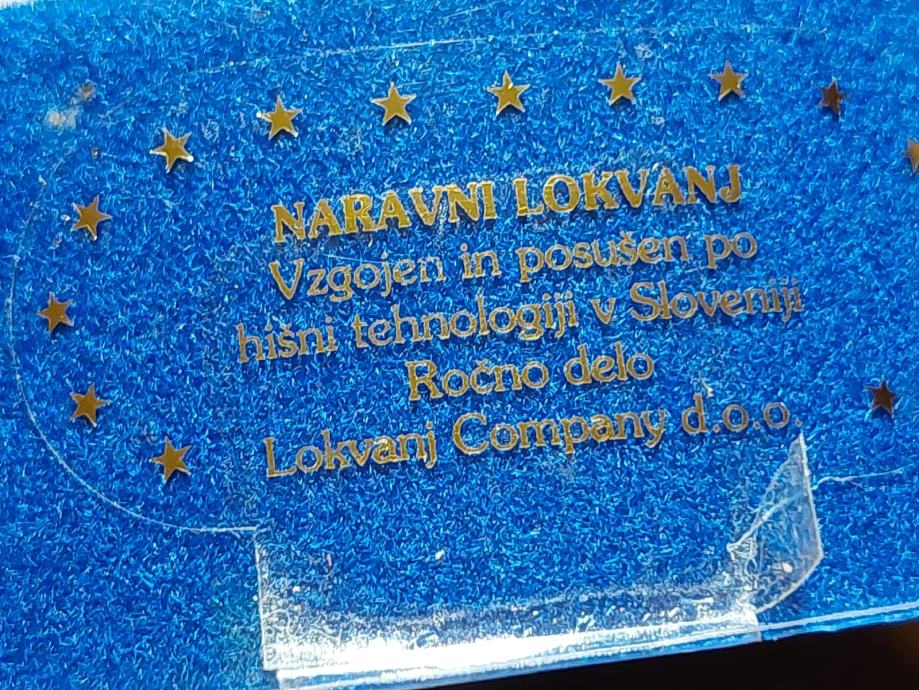 NARAVNI LOKVANJ
Vzgojen in posušen po
hišni tehnologiji v Sloveniji
Ročno delo
Lokvanj Company d.o.o.